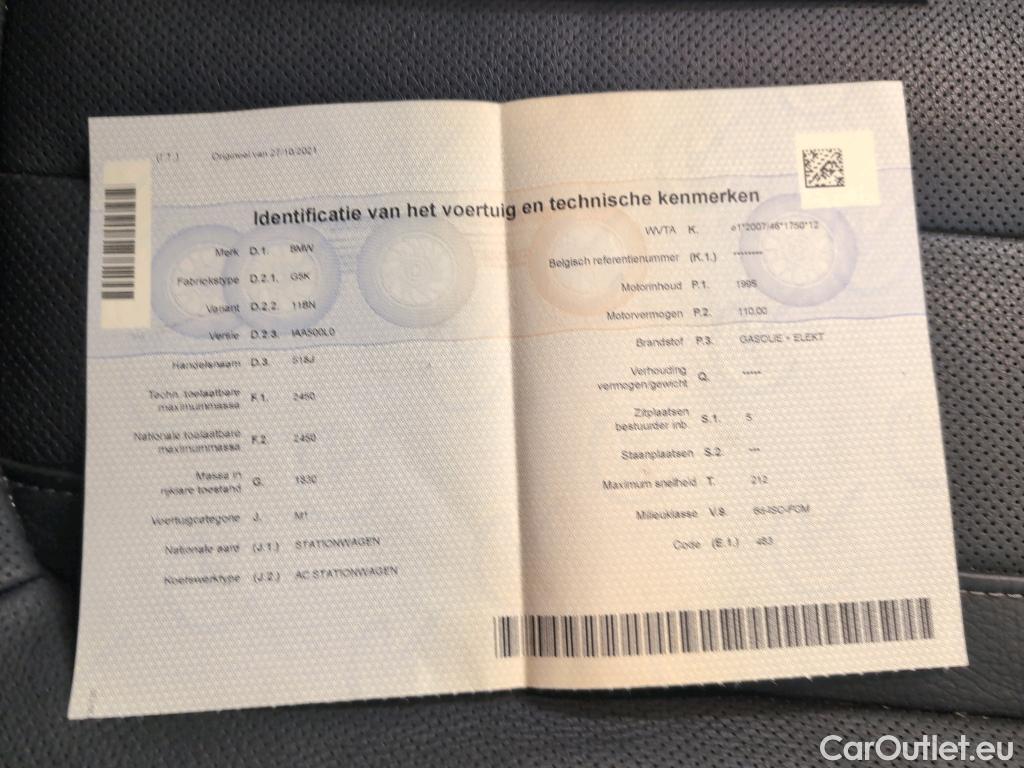 (I.T.) Origineel van 27/10/2021
Identificatie van het voertuig en technische kenmerken
Merk D.1. BMW
Fabriekstype D.2.1. G5K
Variant D.2.2. 11BN
Versie D.2.3. IAA500L0
Handelsnaam D.3. 518J
Techn. toelaatbare
maximummassa F.1. 2450
Nationale toelaatbare
maximummassa F.2. 2450
Massa in
rijklare toestand G. 1830
Voertuigcategorie J. M1
Nationale aard (J.1.) STATIONWAGEN
Koetswerktype (J.2.) AC STATIONWAGEN
WVTA K. e1*2007/46*1750*12
Belgisch referentienummer (K.1.) ********
Motorinhoud P.1. 1995
Motorvermogen P.2. 110.00
Brandstof P.3. GASOLIE + ELEKT
Verhouding
vermogen/gewicht Q. *****
Zitplaatsen
bestuurder inb. S.1. 5
Staanplaatsen S.2. ***
Maximum snelheid T. 212
Milieuklasse V.9.
Code (E.1.) 463
CarOutlet.eu